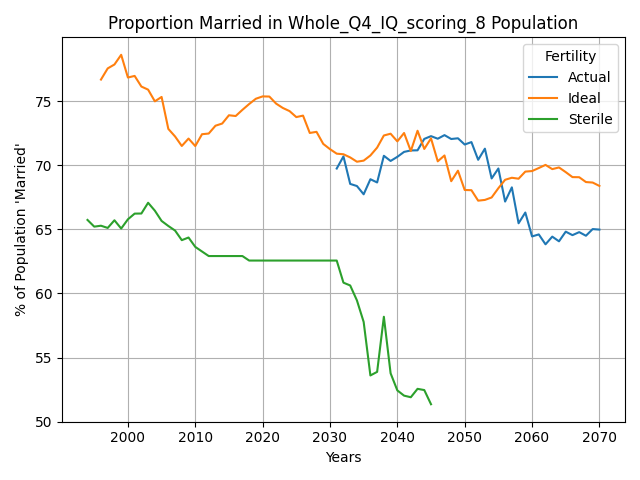 Proportion Married in Whole_Q4_IQ_scoring_8 Population
% of Population 'Married'
75
70
65
60
55
50
Fertility
Actual
Ideal
Sterile
2000 2010 2020 2030 2040 2050 2060 2070
Years